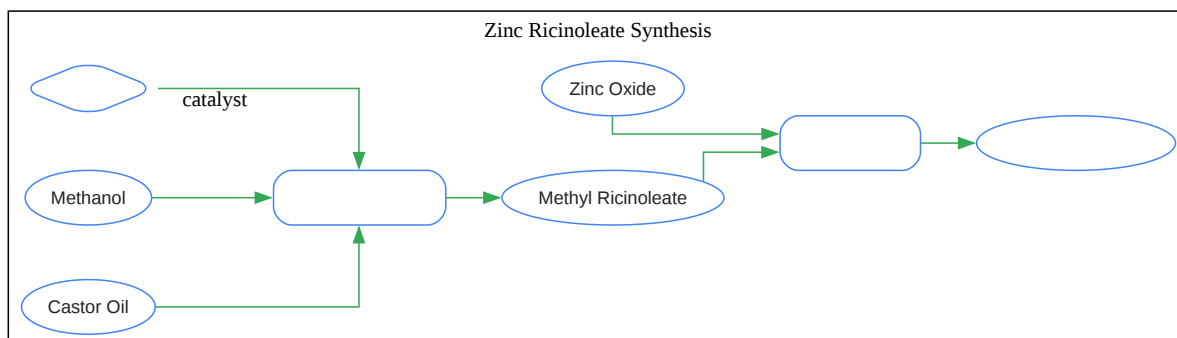 Zinc Ricinoleate Synthesis
catalyst
Zinc Oxide
Methanol
Methyl Ricinoleate
Castor Oil